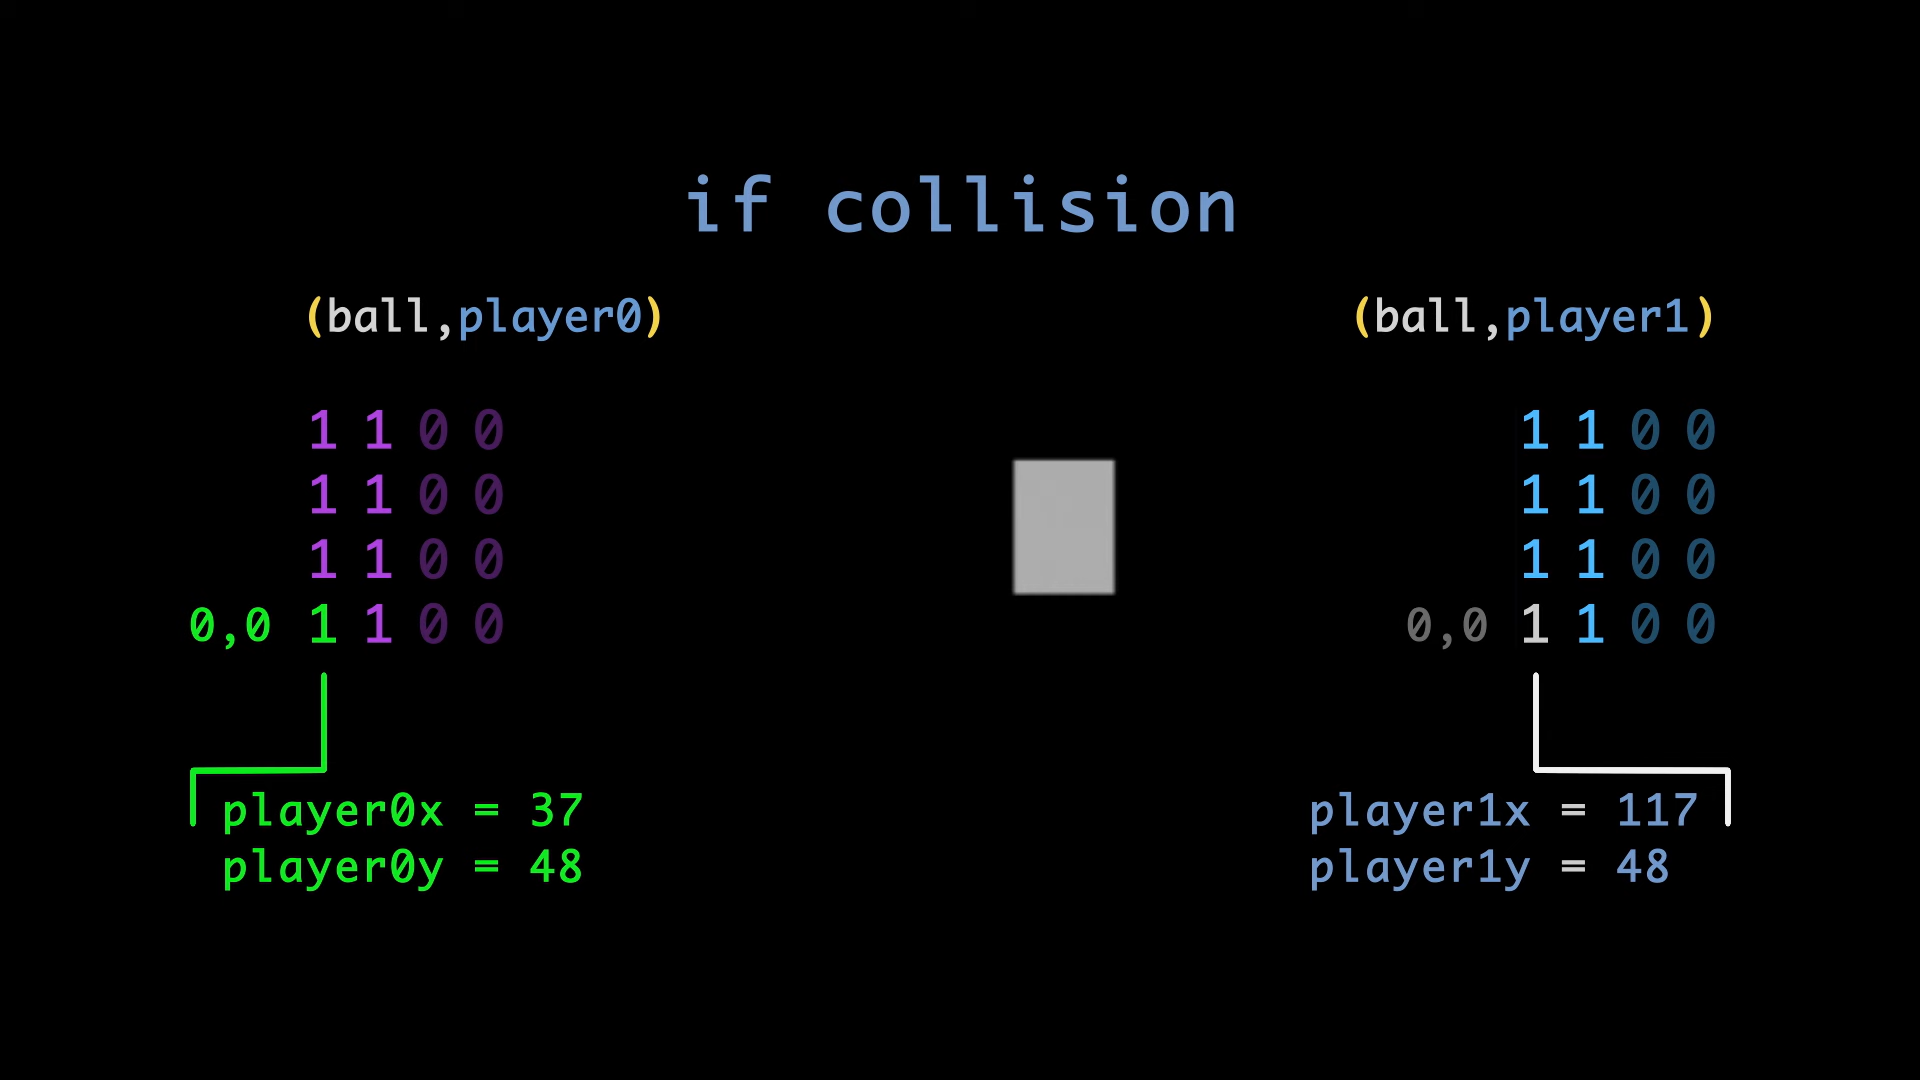 if collision
(ball,player0)
(ball,player1)
1 1 0 0
1 1 0 0
1 1 0 0
0,0 1 1 0 0
1 1 0 0
1 1 0 0
1 1 0 0
0,0 1 1 0 0
player0x = 37
player0y = 48
player1x = 117
player1y = 48